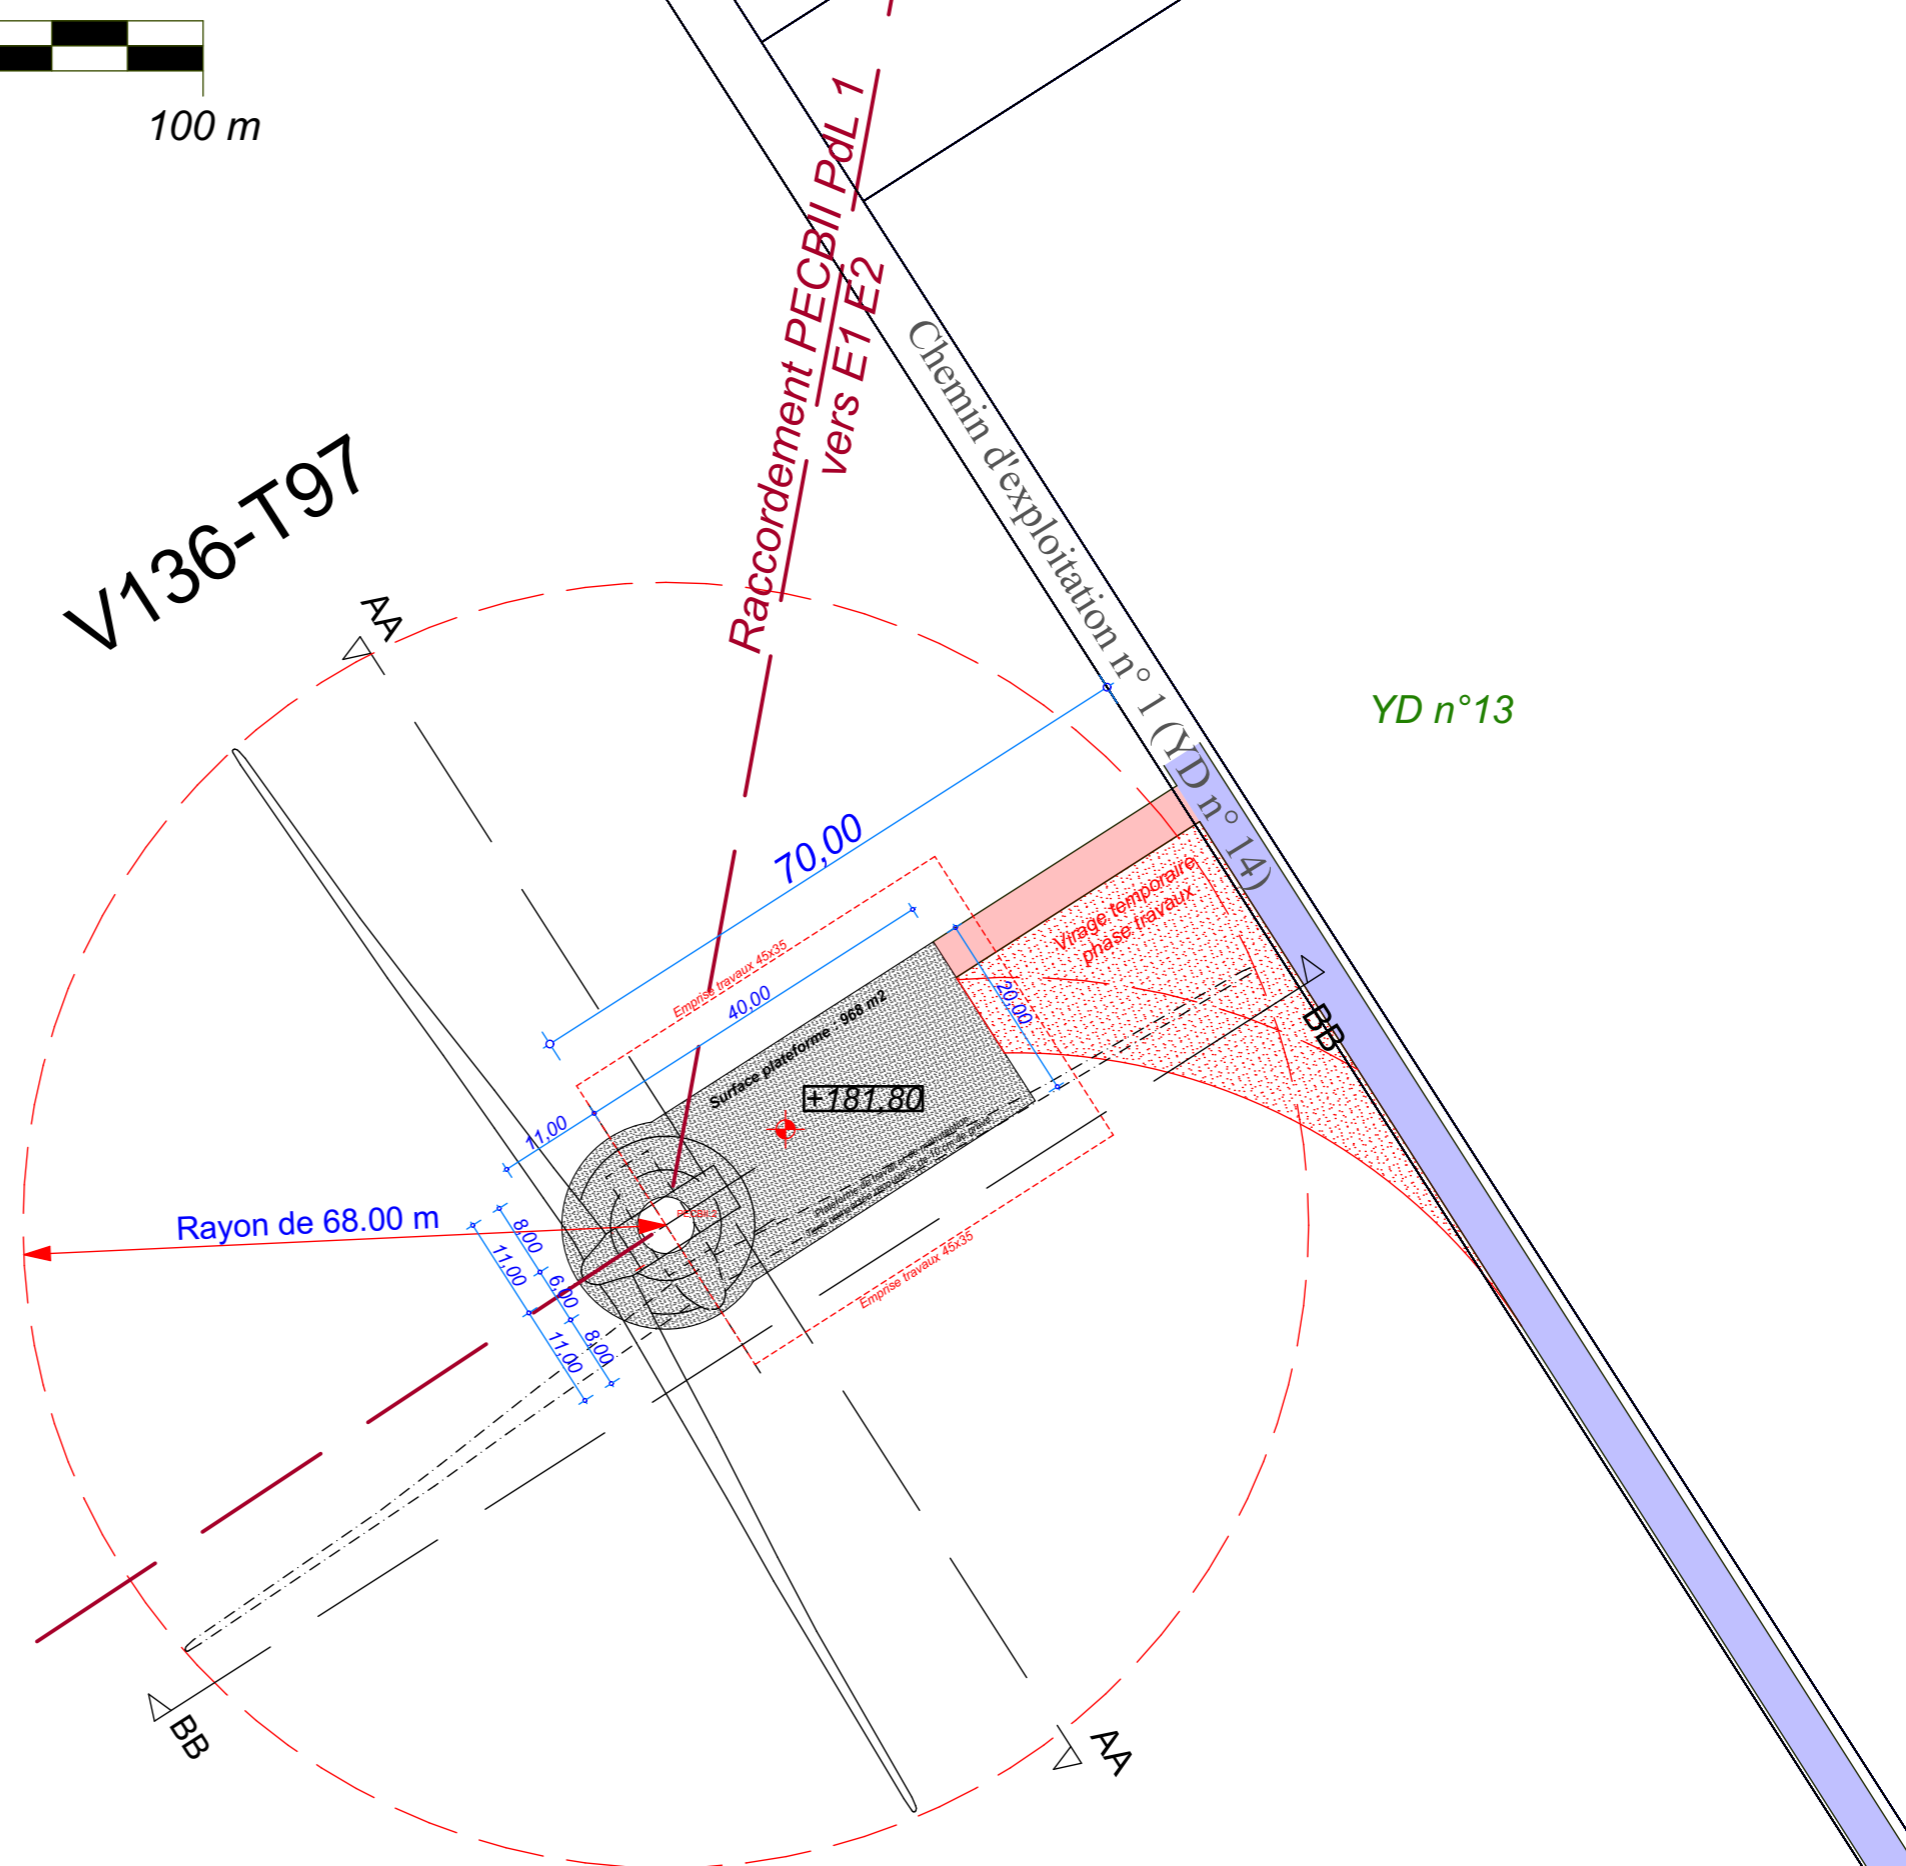 100 m
Raccordement PECBII PdL 1
vers E1 E2
Chemin d'exploitation n° 1 (YD n° 14)
V136-T97
AA
YD n°13
70,00
Virage temporaire
phase travaux
Emprise travaux 45x35
40,00
20,00
Surface plateforme : 968 m2
+181,80
BB
11,00
Rayon de 68.00 m
8,00
11,00
6,00
11,00
8,00
Emprise travaux 45x35
BB
AA